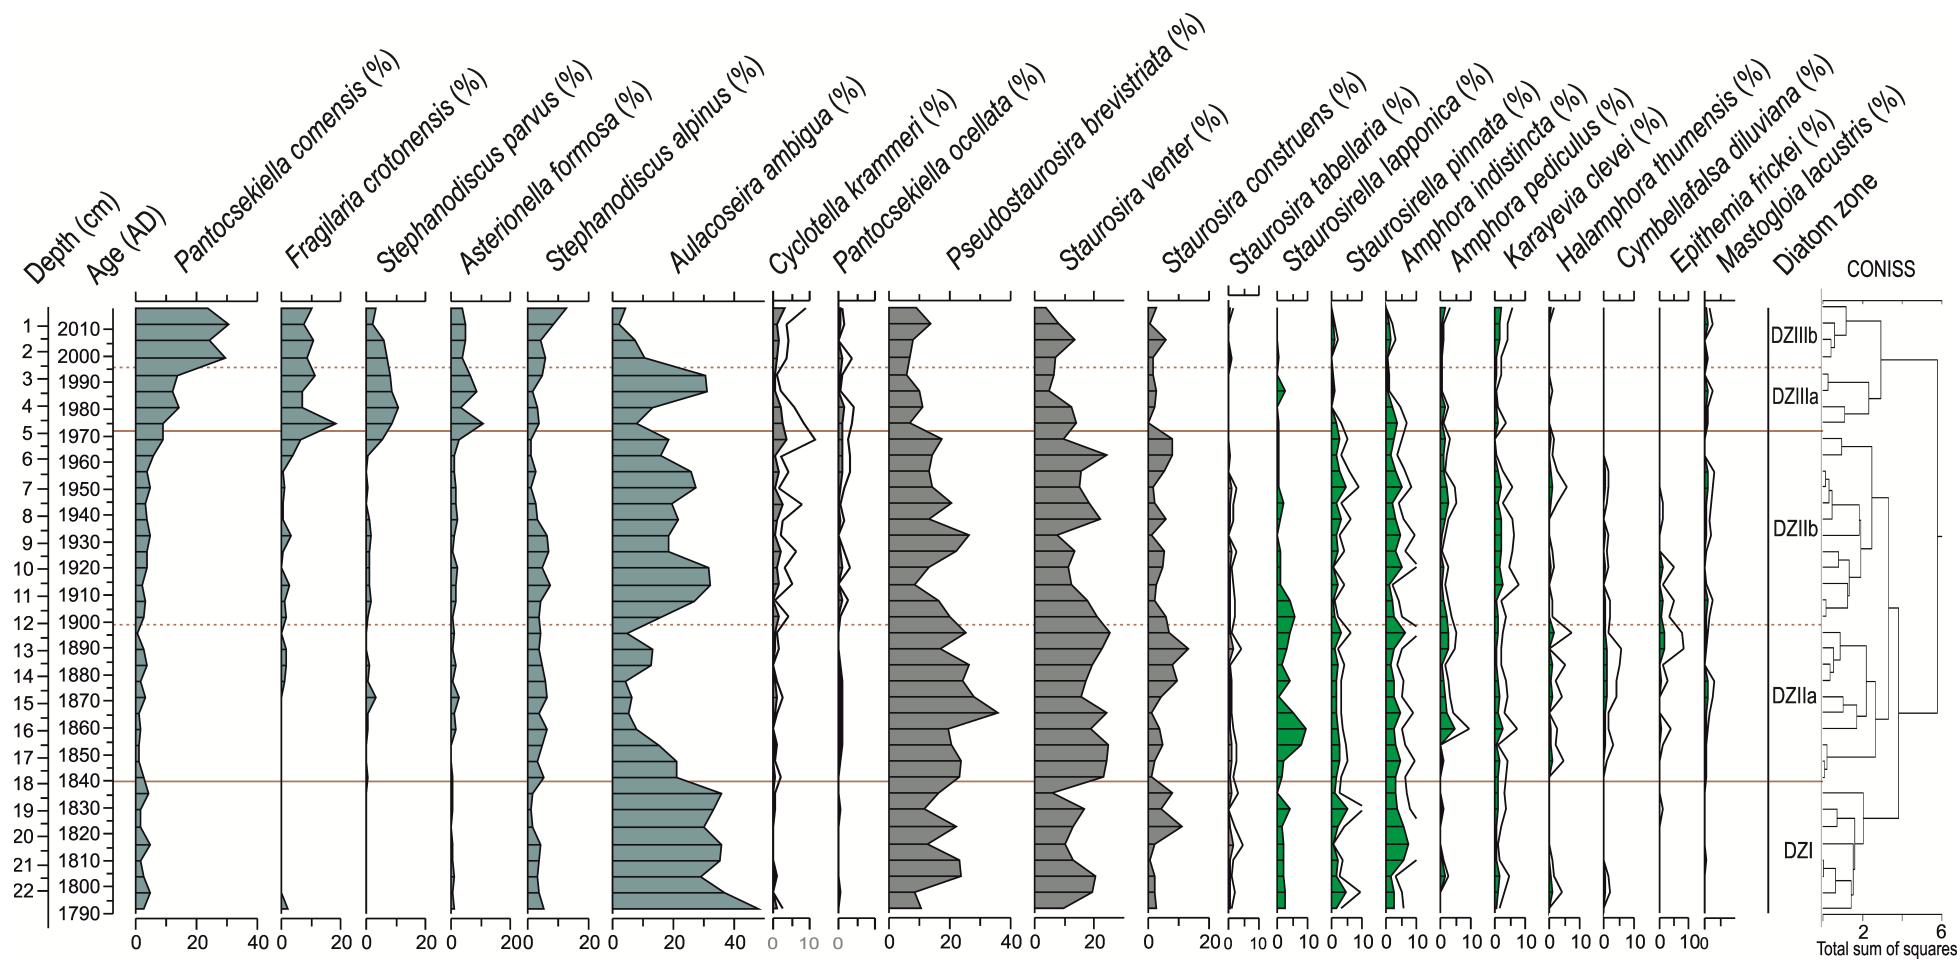 Depth (cm)
Age (AD)
Pantocsekiella comensis (%)
Fragilaria crotonensis (%)
Stephanodiscus parvus (%)
Asterionella formosa (%)
Stephanodiscus alpinus (%)
Aulacoseira ambigua (%)
Cyclotella krammeri (%)
Pantocsekiella ocellata (%)
Pseudostaurosira brevistriata (%)
Staurosira venter (%)
Staurosira construens (%)
Staurosira tabellaria (%)
Staurosirella lapponica (%)
Staurosirella pinnata (%)
Amphora indistincta (%)
Amphora pediculus (%)
Karayevia clevei (%)
Halamphora thumensis (%)
Cymbellafalsa diluviana (%)
Epithemia frickei (%)
Mastogloia lacustris (%)
Diatom zone
CONISS
1
2
3
4
5
6
7
8
9
10
11
12
13
14
15
16
17
18
19
20
21
22
2010
2000
1990
1980
1970
1960
1950
1940
1930
1920
1910
1900
1890
1880
1870
1860
1850
1840
1830
1820
1810
1800
1790
DZIIIb
DZIIIa
DZIIb
DZIIa
DZI
0 20 40
0 20
0 20
0 20
0 20
0 20 40
0 10
0
0 20 40
0 20
0 20
0 10
0 10
0 10
0 10
0 10
0 10
0 10
0 10
0 10
0
2 6
Total sum of squares